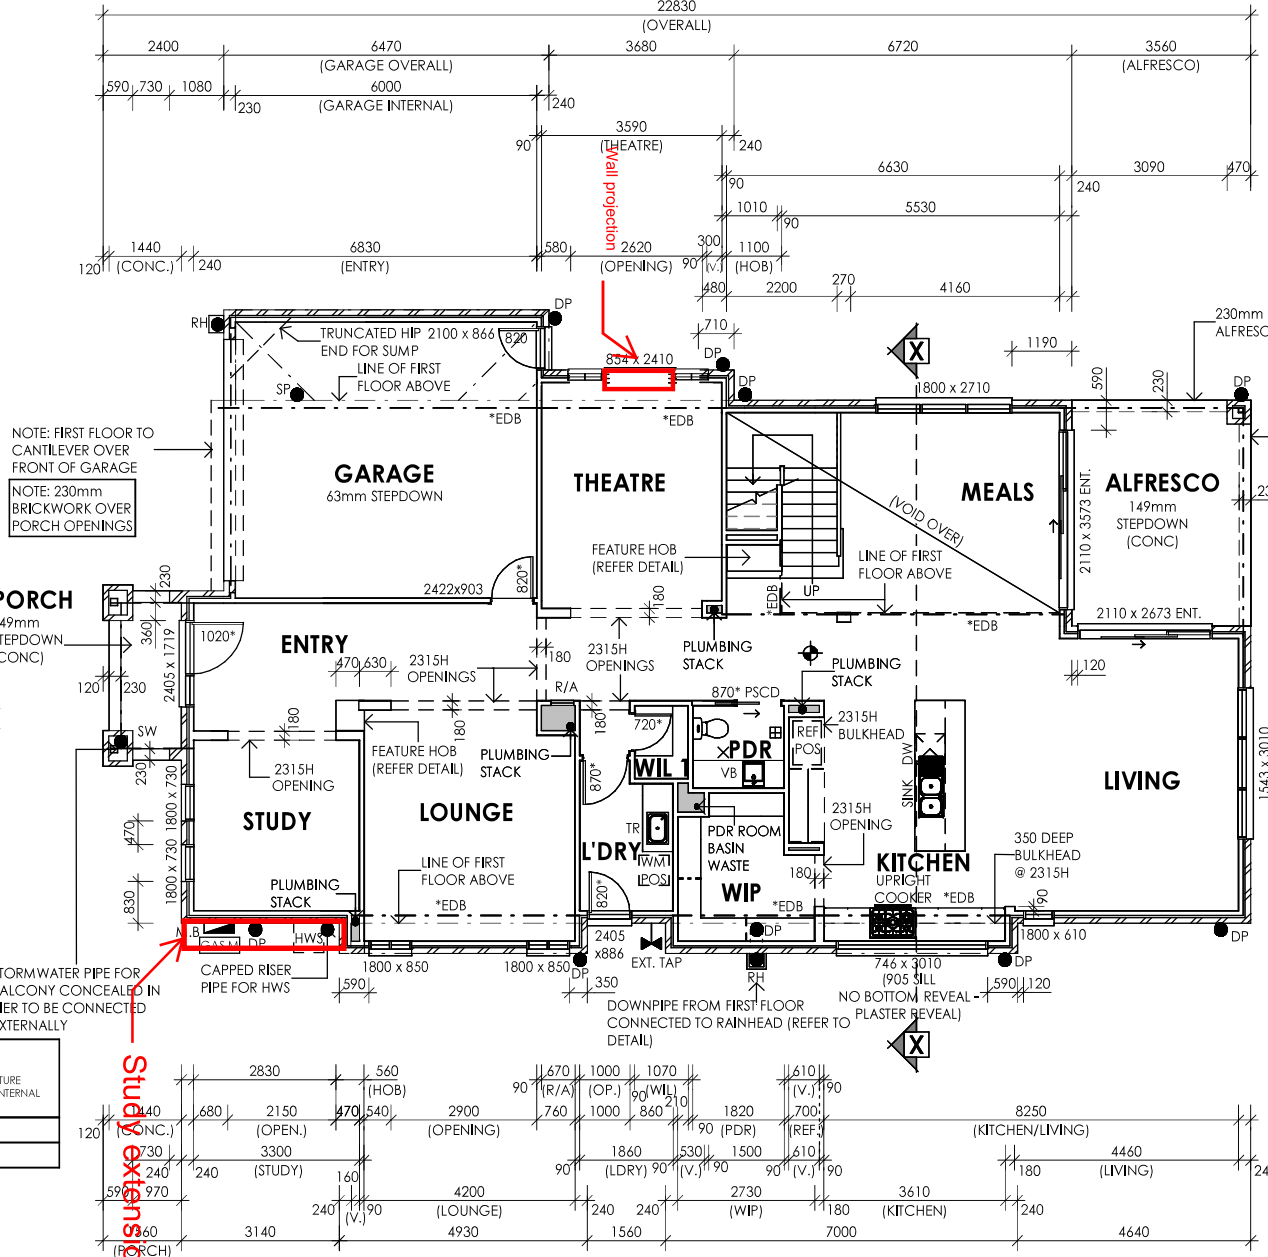 22830
(OVERALL)
2400 6470 3680 6720 3560
(GARAGE OVERALL) (ALFRESCO)
590 730 1080 6000
230 (GARAGE INTERNAL) 240
3590
90 (THEATRE) 240
Wall projection
6630 3090 470
90 240
1010 5530
90
1440 6830 580 2620 300 1100
120 (CONC.) 240 (ENTRY) (OPENING) 90 (V.) (HOB)
480 2200 270 4160
RH
DP
TRUNCATED HIP
END FOR SUMP
2100 x 866
820
LINE OF FIRST
FLOOR ABOVE
SP
710
854 x 2410
DP
DP
X
1190
230mm
1800 x 2710
590
230
DP
*EDB
*EDB
NOTE: FIRST FLOOR TO
CANTILEVER OVER
FRONT OF GARAGE
NOTE: 230mm
BRICKWORK OVER
PORCH OPENINGS
GARAGE
63mm STEPDOWN
THEATRE
MEALS
ALFRESCO
149mm
STEPDOWN
(CONC)
(VOID OVER)
2110 x 3573 ENT.
FEATURE HOB
(REFER DETAIL)
LINE OF FIRST
FLOOR ABOVE
UP
*EDB
*EDB
230
2422x903
820*
180
PORCH
49mm
TEPDOWN
CONC)
360
1020*
ENTRY
2405 x 1719
120 230
470 630
2315H
OPENINGS
180
2315H
OPENINGS
PLUMBING
STACK
PLUMBING
STACK
2110 x 2673 ENT.
120
R/A
870* PSCD
SW
180
180
180
720*
FEATURE HOB
(REFER DETAIL)
PLUMBING
STACK
REF
POS
2315H
BULKHEAD
PDR
VB
WIL 1
230
2315H
OPENING
870*
SINK DW
LIVING
1543 x 3010
1800 x 730 1800 x 730
470
830
STUDY
LOUNGE
TR
L'DRY
WM
POS
PDR ROOM
BASIN
WASTE
2315H
OPENING
KITCHEN
350 DEEP
BULKHEAD
@ 2315H
LINE OF FIRST
FLOOR ABOVE
*EDB
PLUMBING
STACK
820*
WIP
180
UPRIGHT
COOKER
*EDB
90
GAS M
DP
HWS
2405
x886
EXT. TAP
DP
1800 x 610
DP
TORMWATER PIPE FOR
ALCONY CONCEALED IN
IER TO BE CONNECTED
XTERNALLY
CAPPED RISER
PIPE FOR HWS
1800 x 850
1800 x 850
DP
590
350
RH
746 x 3010
(905 SILL
NO BOTTOM REVEAL -
PLASTER REVEAL)
DP
590 120
DOWNPIPE FROM FIRST FLOOR
CONNECTED TO RAINHEAD (REFER TO
DETAIL)
X
Study extensic
TURE
NTERNAL
2830 560 670 1000 1070 610
(HOB) 90 (R/A) (OP.) (WIL) (V.) 90
90 210
440 680 2150 470 540 2900 760 1000 860 1820 700 8250
120 (CONC.) (OPEN.) (OPENING) 90 (PDR) (REF.) (KITCHEN/LIVING)
730 3300 1860 530 1500 610 4460
240 240 (STUDY) 90 (LDRY) 90 (V.) 90 90 (V.) 90 180 (LIVING)
160
590 970 4200 2730 3610
240 (V.) 90 (LOUNGE) 240 240 (WIP) 180 (KITCHEN) 240
3140 4930 1560 7000 4640
(PORCH)